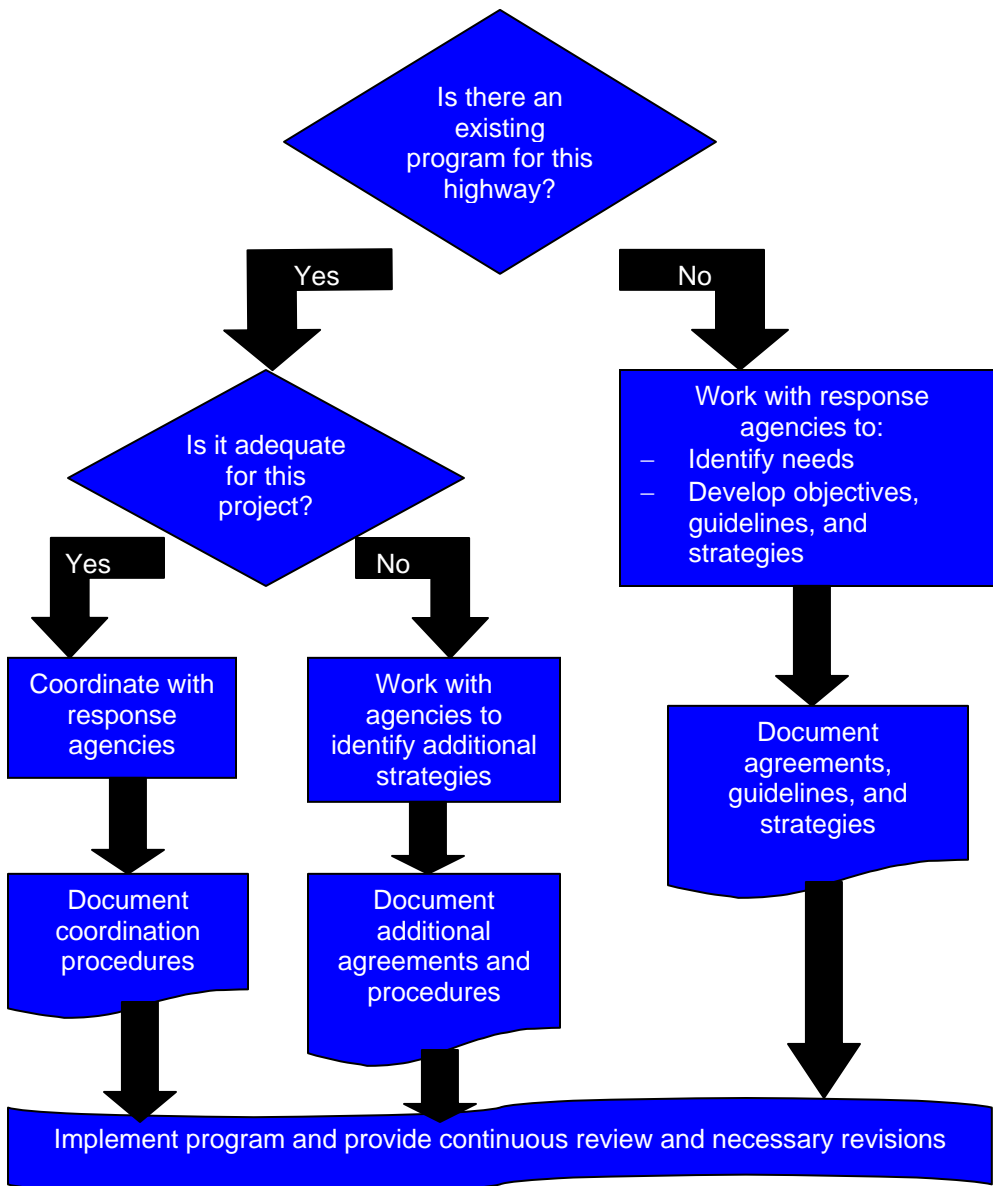 Is there an
existing
program for this
highway?
Yes
No
Is it adequate
for this
project?
Work with response
agencies to:
– Identify needs
– Develop objectives,
guidelines, and
strategies
Yes
No
Coordinate with
response
agencies
Work with
agencies to
identify additional
strategies
Document
agreements,
guidelines, and
strategies
Document
coordination
procedures
Document
additional
agreements and
procedures
Implement program and provide continuous review and necessary revisions